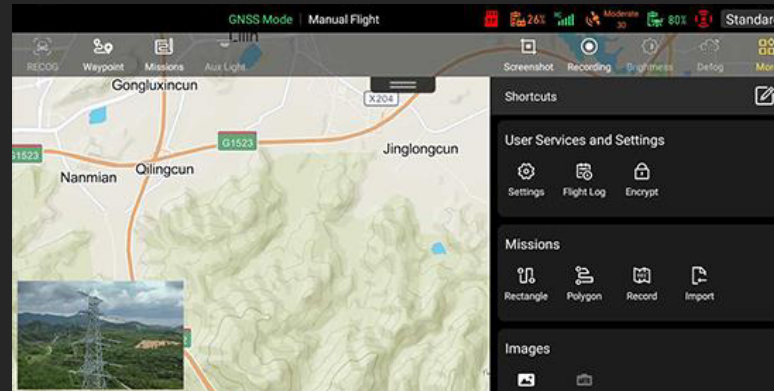 GNSS Mode | Manual Flight
26% Moderate 30 80% Standard
RECOG Waypoint Missions Aux Light
Screenshot Recording Brightness Defog More
Gongluxincun
X204
Shortcuts
G1523
G1523
Jinglongcun
Qilingcun
Nanmian
User Services and Settings
Settings Flight Log Encrypt
Missions
Rectangle Polygon Record Import
Images